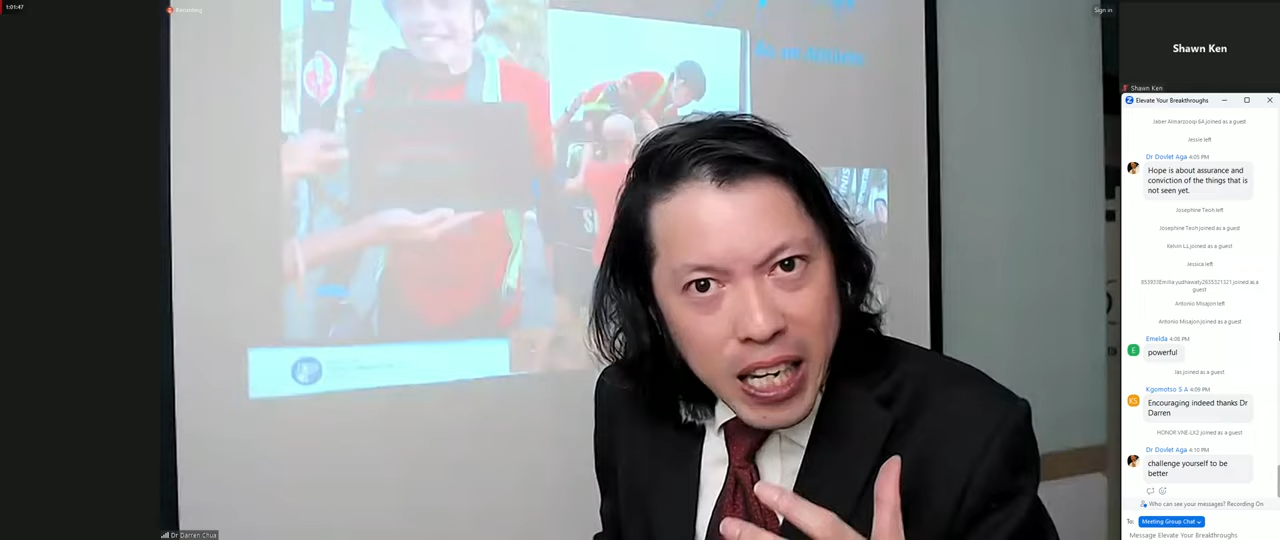 1:01:47
Recording
Sign in
As an Athlete
Dr Darren Chua
Shawn Ken
Shawn Ken
Elevate Your Breakthroughs
Jaber Almarzooqi 6A joined as a guest
Jessie left
Dr Dovlet Aga 4:05 PM
Hope is about assurance and
conviction of the things that is
not seen yet.
Josephine Teoh left
Josephine Teoh joined as a guest
Kelvin Li joined as a guest
Jessica left
joined as a
guest
Antonio Misajon left
Antonio Misajon joined as a guest
Emelda 4:08 PM
E
powerful
joined as a guest
Kgomotso S A 4:09 PM
KS
Encouraging indeed thanks Dr
Darren
HONOR VNE-LX2 joined as a guest
Dr Dovlet Aga 4:10 PM
challenge yourself to be
better
Who can see your messages? Recording On
To: Meeting Group Chat
Message Elevate Your Breakthroughs